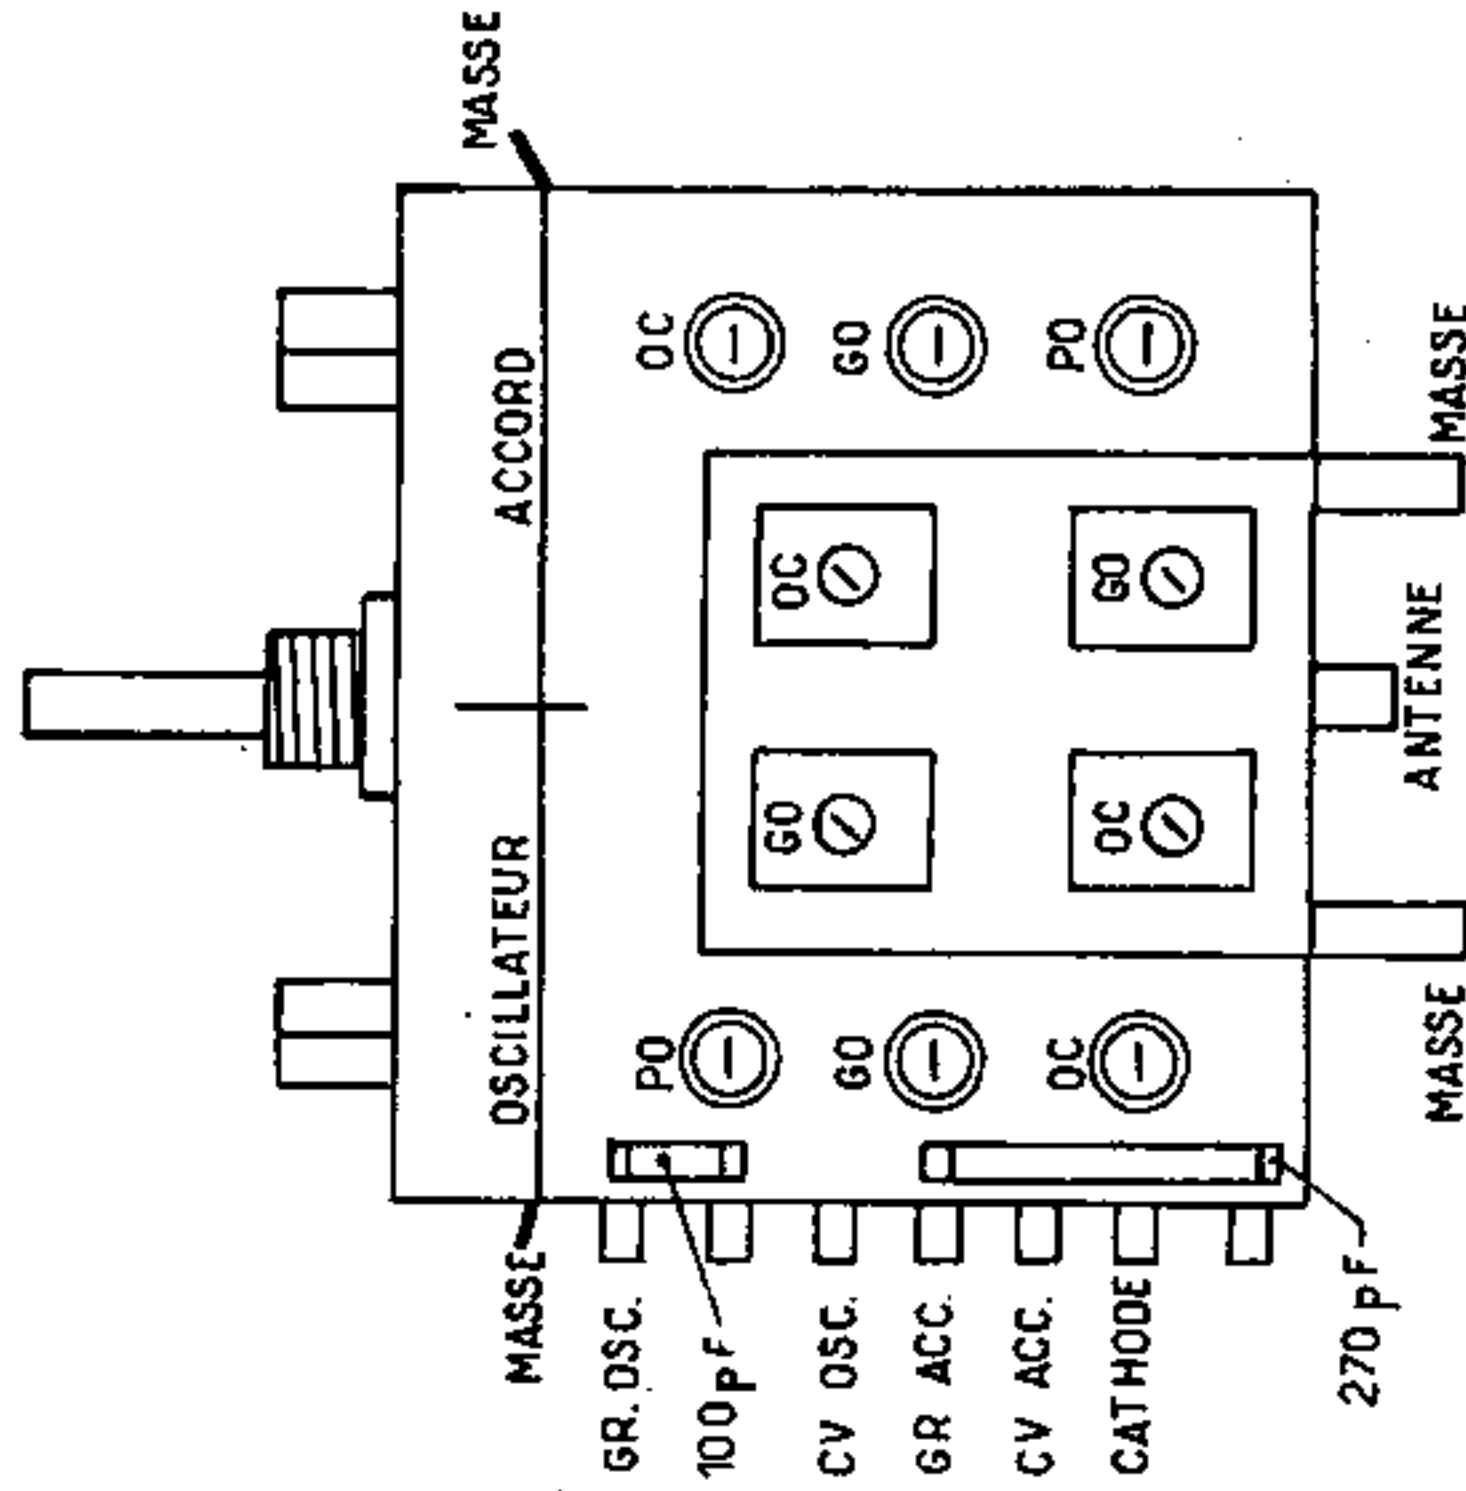 MASSE
ACCORD
OSCILLATEUR
MASSE
OC
GO
PO
OC
GO
GO
OC
PO
GO
OC
GR. OSC.
100 pF
CV OSC.
GR ACC.
CV ACC.
CATHODE
270 pF
MASSE
ANTENNE
MASSE